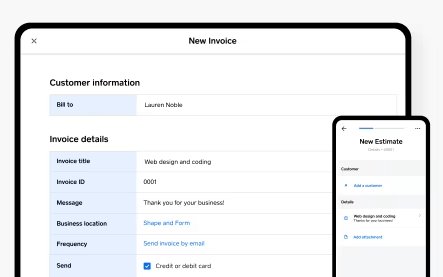 New Invoice
Customer information
Bill to Lauren Noble
Invoice details
Invoice title Web design and coding
Invoice ID 0001
Message Thank you for your business!
Business location Shape and Form
Frequency Send invoice by email
Send Credit or debit card
New Estimate
Customer
Add a customer
Details
Web design and coding
Thanks for your business!
Add attachment